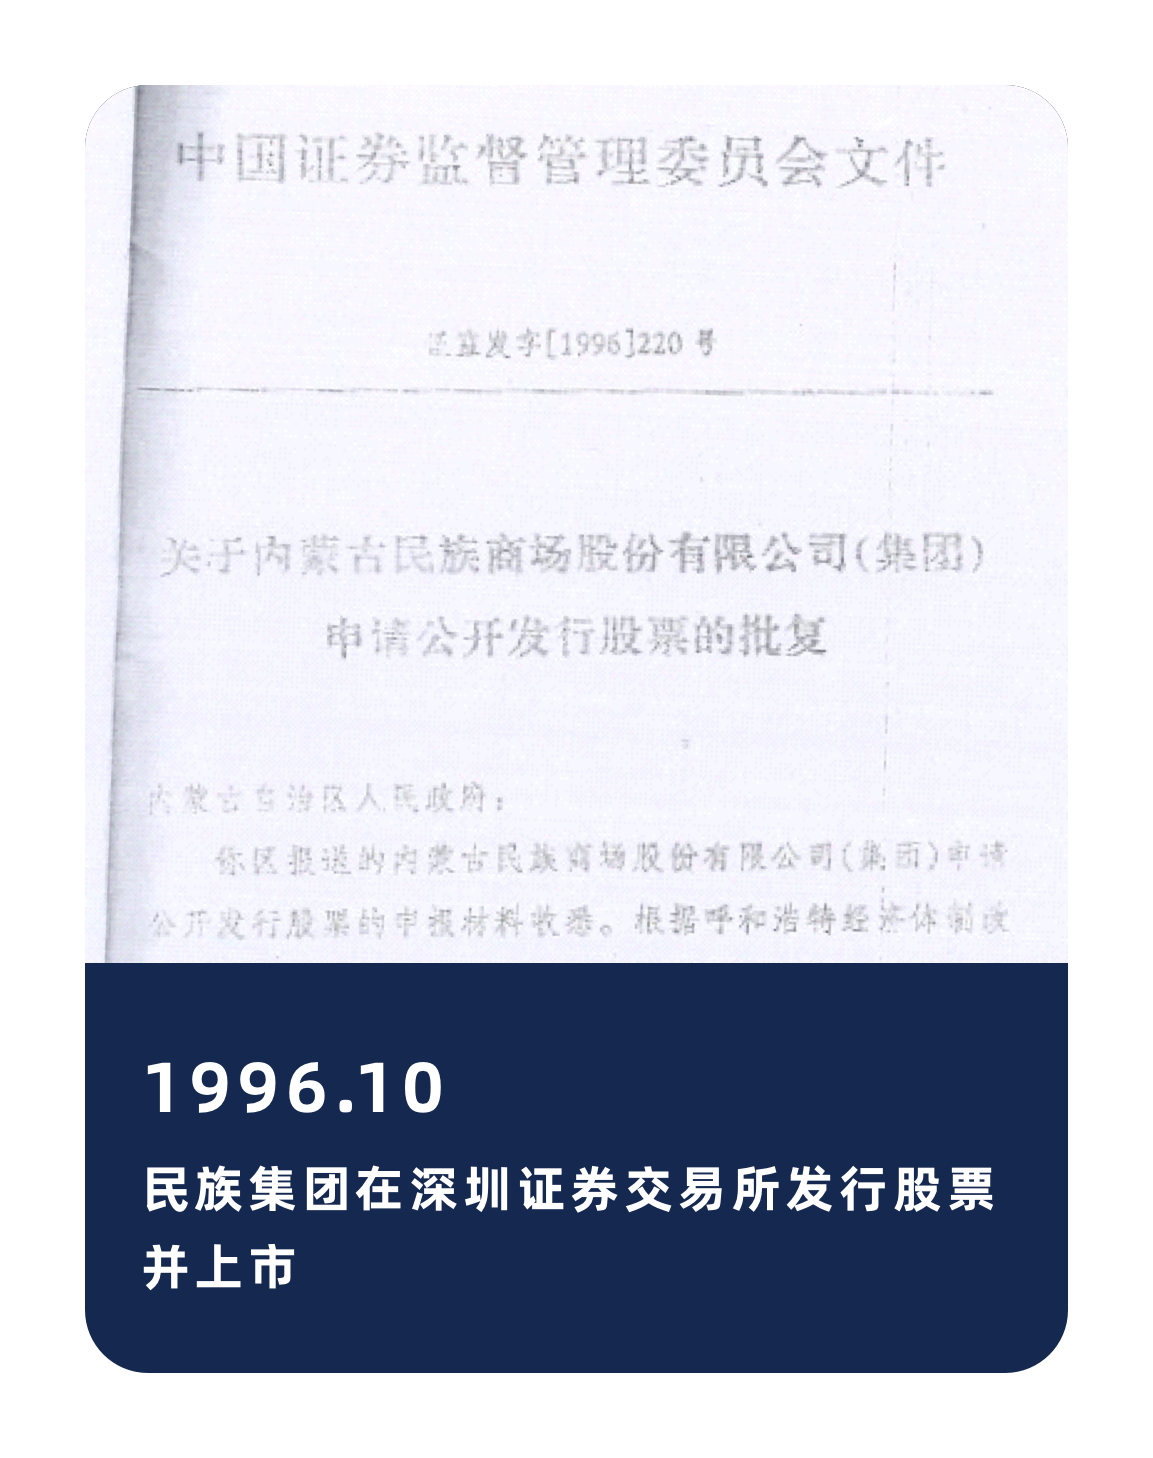 中国证券监督管理委员会文件
证监发字[1996]220 号
关于内蒙古民族商场股份有限公司(集团)
申请公开发行股票的批复
内蒙古自治区人民政府:
你区报送的内蒙古民族商场股份有限公司(集团)申请
公开发行股票的申报材料收悉。根据呼和浩特经济体制改
1996.10
民族集团在深圳证券交易所发行股票
并上市